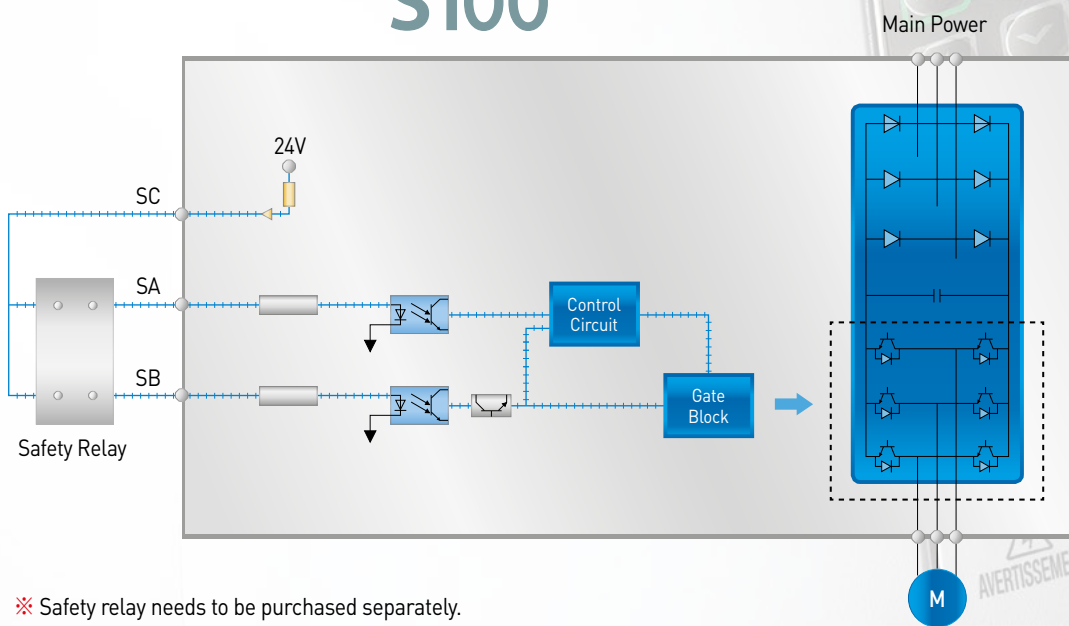 S100
Main Power
24V
SC
SA
SB
Control
Circuit
Gate
Block
Safety Relay
M
AVERTISSEME
※ Safety relay needs to be purchased separately.